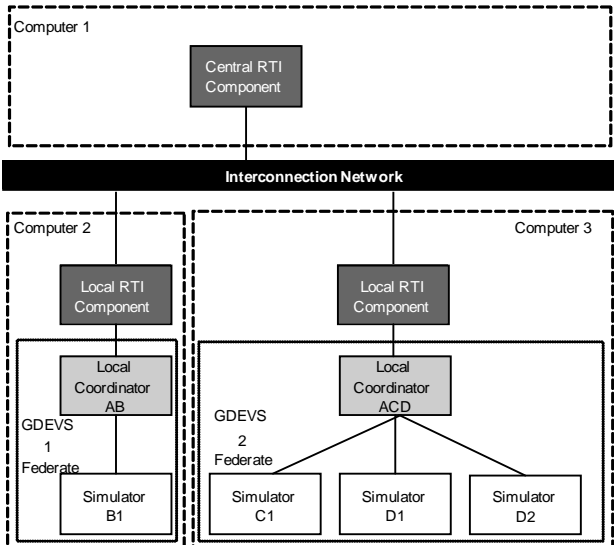 Computer 1
Central RTI
Component
Interconnection Network
Computer 2
Local RTI
Component
Local
Coordinator
AB
GDEVS
1
Federate
Simulator
B1
Computer 3
Local RTI
Component
Local
Coordinator
ACD
GDEVS
2
Federate
Simulator
C1
Simulator
D1
Simulator
D2